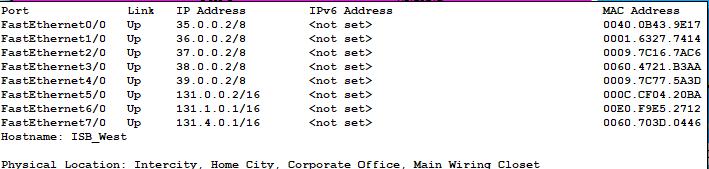 Port Link IP Address IPv6 Address MAC Address
FastEthernet0/0 Up 35.0.0.2/8 <not set> 0040.0B43.9E17
FastEthernet1/0 Up 36.0.0.2/8 <not set> 0001.6327.7414
FastEthernet2/0 Up 37.0.0.2/8 <not set> 0009.7C16.7AC6
FastEthernet3/0 Up 38.0.0.2/8 <not set> 0060.4721.B3AA
FastEthernet4/0 Up 39.0.0.2/8 <not set> 0009.7C77.5A3D
FastEthernet5/0 Up 131.0.0.2/16 <not set> 000C.CF04.20BA
FastEthernet6/0 Up 131.1.0.1/16 <not set> 00E0.F9E5.2712
FastEthernet7/0 Up 131.4.0.1/16 <not set> 0060.703D.0446
Hostname: ISB_West
Physical Location: Intercity, Home City, Corporate Office, Main Wiring Closet